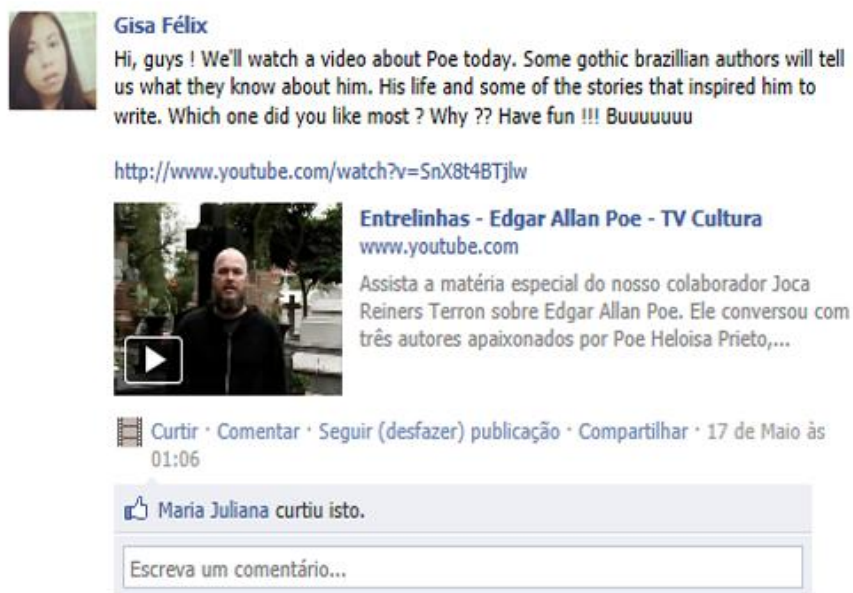 Gisa Félix
Hi, guys ! We'll watch a video about Poe today. Some gothic brazillian authors will tell
us what they know about him. His life and some of the stories that inspired him to
write. Which one did you like most ? Why ?? Have fun !!! Buuuuuuu
http://www.youtube.com/watch?v=SnX8t4BTjlw
Entrelinhas - Edgar Allan Poe - TV Cultura
www.youtube.com
Assista a matéria especial do nosso colaborador Joca
Reiners Terron sobre Edgar Allan Poe. Ele conversou com
três autores apaixonados por Poe Heloisa Prieto,...
Curtir · Comentar · Seguir (desfazer) publicação · Compartilhar · 17 de Maio às
01:06
Maria Juliana curtiu isto.
Escreva um comentário...